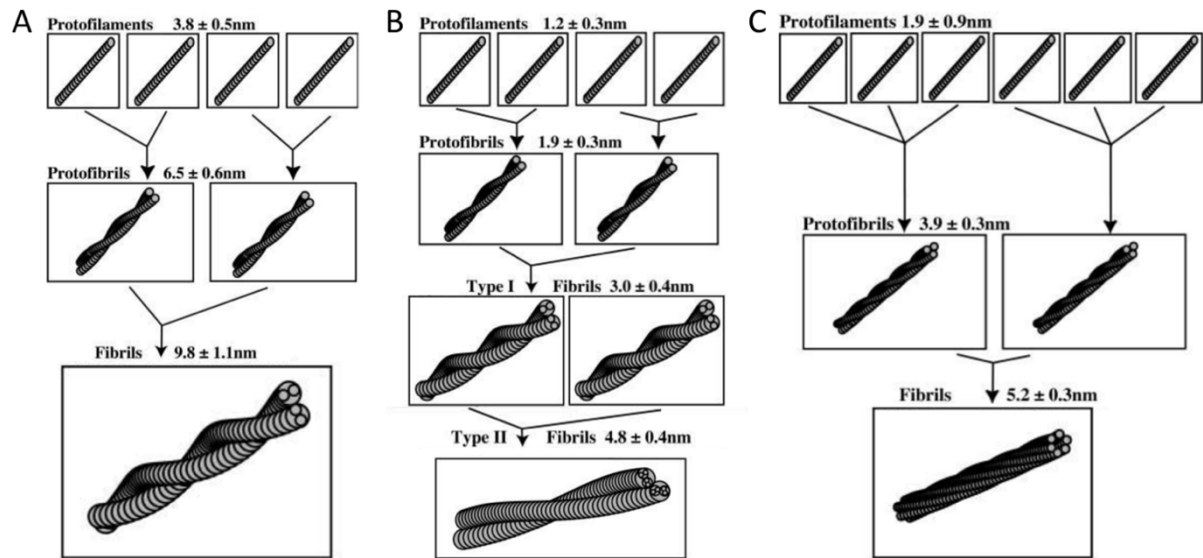 A
Protofilaments 3.8 ± 0.5nm
Protofibrils 6.5 ± 0.6nm
Fibrils 9.8 ± 1.1nm
B
Protofilaments 1.2 ± 0.3nm
Protofibrils 1.9 ± 0.3nm
Type I Fibrils 3.0 ± 0.4nm
Type II Fibrils 4.8 ± 0.4nm
C
Protofilaments 1.9 ± 0.9nm
Protofibrils 3.9 ± 0.3nm
Fibrils 5.2 ± 0.3nm